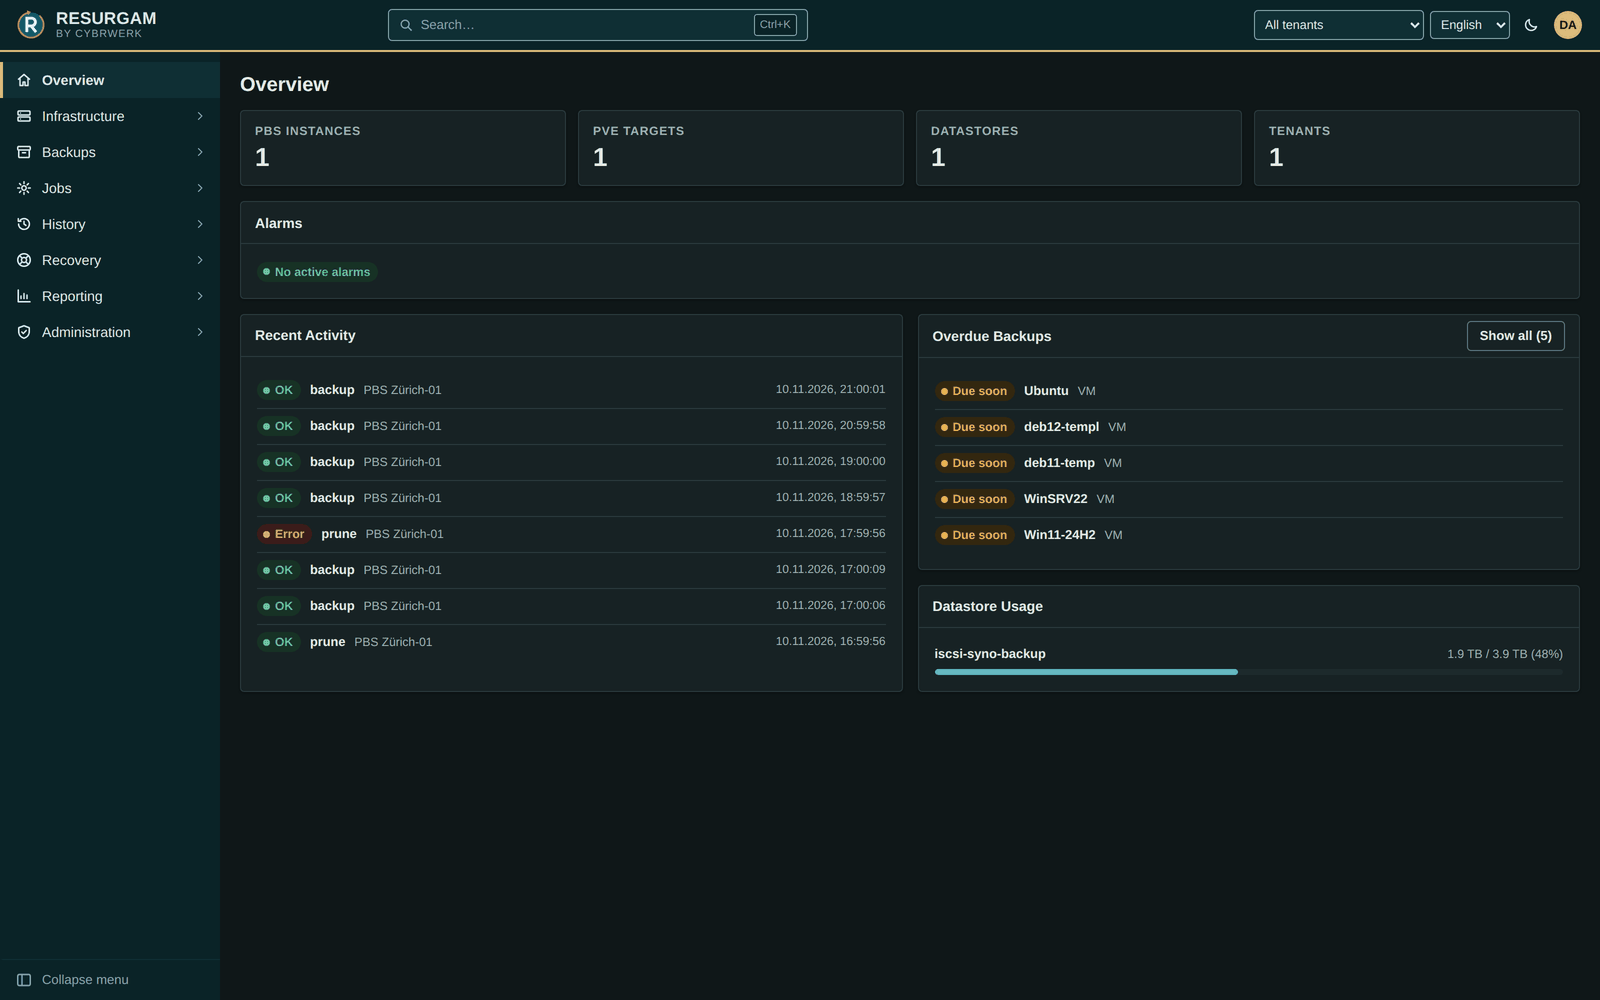 RESURGAM
BY CYBRWERK
Search…
Ctrl+K
All tenants
English
DA
Overview
Infrastructure
Backups
Jobs
History
Recovery
Reporting
Administration
Collapse menu
Overview
PBS INSTANCES
1
PVE TARGETS
1
DATASTORES
1
TENANTS
1
Alarms
No active alarms
Recent Activity
OK backup PBS Zürich-01 10.11.2026, 21:00:01
OK backup PBS Zürich-01 10.11.2026, 20:59:58
OK backup PBS Zürich-01 10.11.2026, 19:00:00
OK backup PBS Zürich-01 10.11.2026, 18:59:57
Error prune PBS Zürich-01 10.11.2026, 17:59:56
OK backup PBS Zürich-01 10.11.2026, 17:00:09
OK backup PBS Zürich-01 10.11.2026, 17:00:06
OK prune PBS Zürich-01 10.11.2026, 16:59:56
Overdue Backups
Show all (5)
Due soon Ubuntu VM
Due soon deb12-templ VM
Due soon deb11-temp VM
Due soon WinSRV22 VM
Due soon Win11-24H2 VM
Datastore Usage
iscsi-syno-backup 1.9 TB / 3.9 TB (48%)